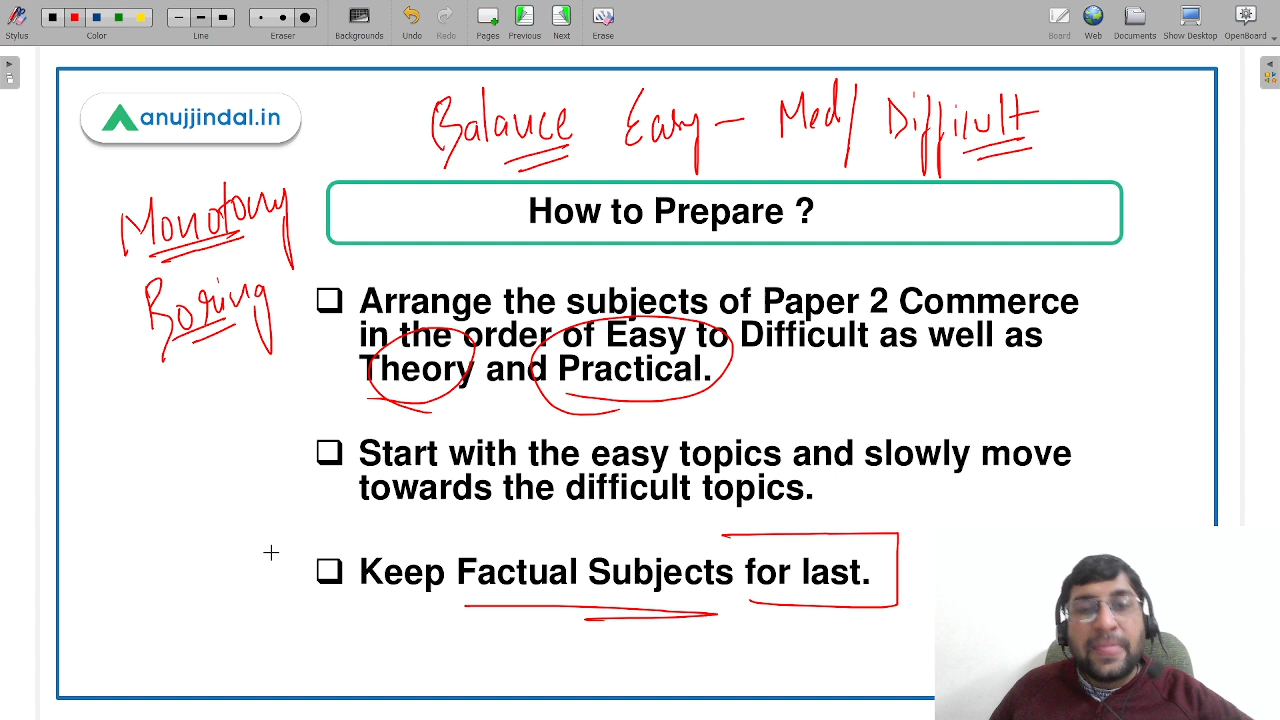 Stylus
Color
Line
Eraser
Backgrounds
Undo
Redo
Pages
Previous
Next
Erase
Board
Web
Documents
Show Desktop
OpenBoard
anujjindal.in
Balance Easy - Med/ Difficult
Monotony
Boring
How to Prepare ?
Arrange the subjects of Paper 2 Commerce
in the order of Easy to Difficult as well as
Theory and Practical.
Start with the easy topics and slowly move
towards the difficult topics.
Keep Factual Subjects for last.